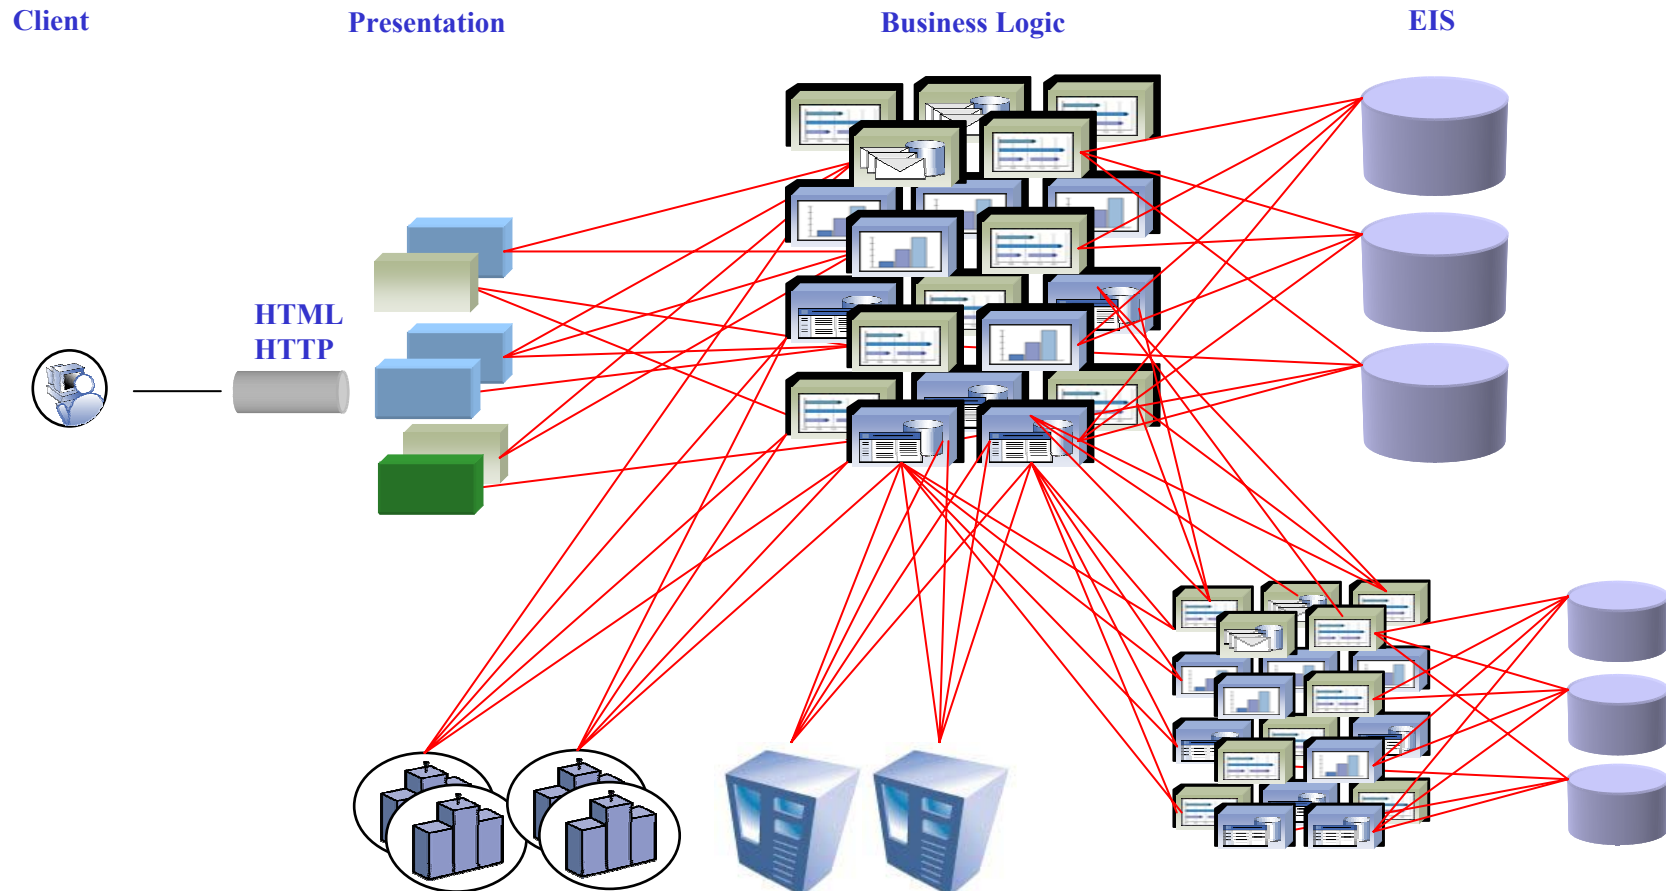 Client
Presentation
Business Logic
EIS
HTML
HTTP